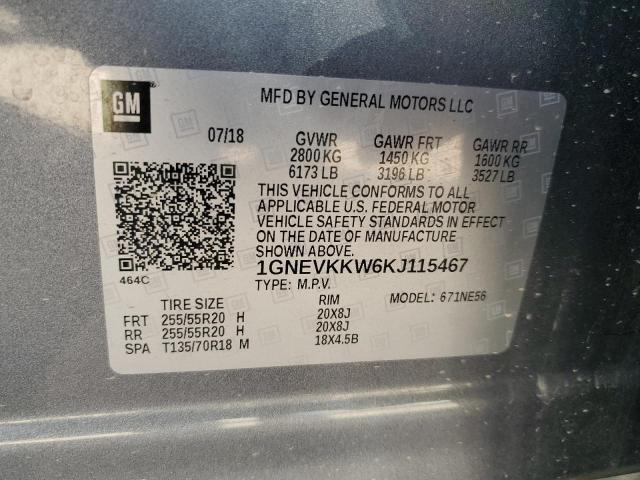 GM
MFD BY GENERAL MOTORS LLC
07/18 GVWR GAWR FRT GAWR RR
2800 KG 1450 KG 1600 KG
6173 LB 3196 LB 3527 LB
THIS VEHICLE CONFORMS TO ALL
APPLICABLE U.S. FEDERAL MOTOR
VEHICLE SAFETY STANDARDS IN EFFECT
ON THE DATE OF MANUFACTURE
SHOWN ABOVE.
464C
1GNEVKKW6KJ115467
TYPE: M.P.V.
TIRE SIZE RIM MODEL: 671NE56
FRT 255/55R20 H 20X8J
RR 255/55R20 H 20X8J
SPA T135/70R18 M 18X4.5B